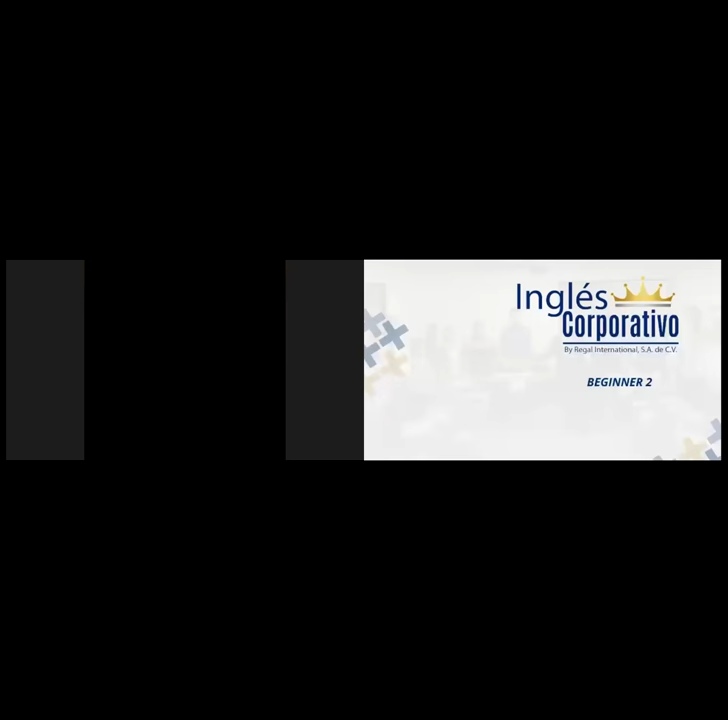 Inglés
Corporativo
By Regal International, S.A. de C.V.
BEGINNER 2